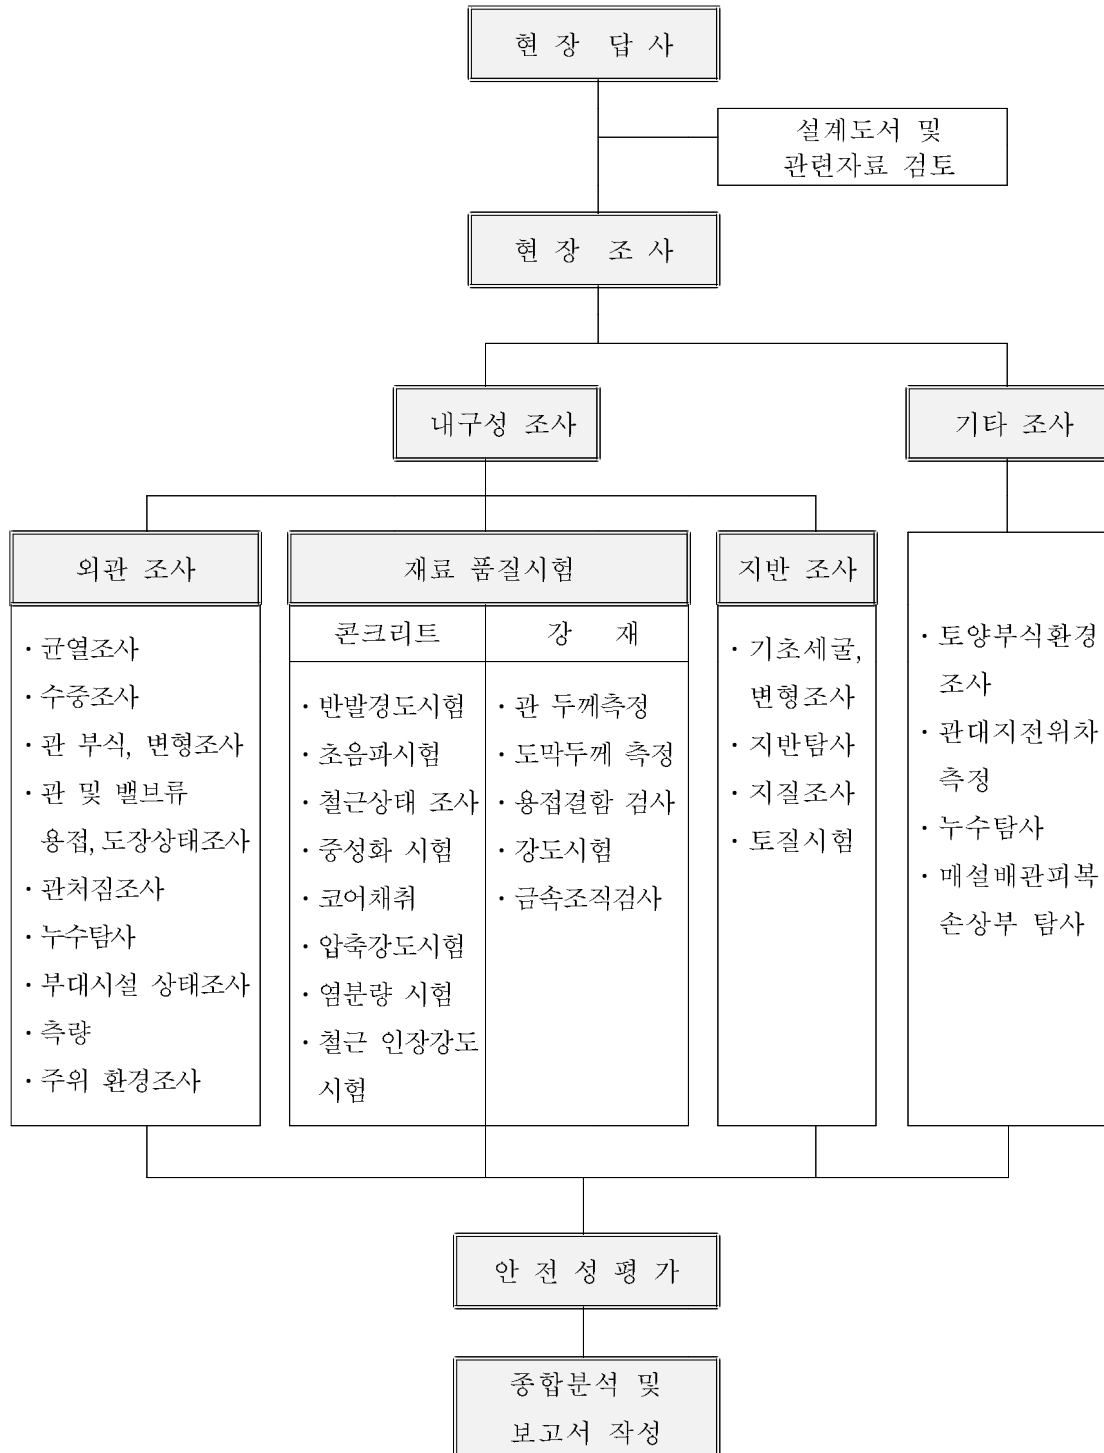 현 장 답 사
설계도서 및
관련자료 검토
현 장 조 사
내구성 조사
기타 조사
외관 조사
· 균열조사
· 수중조사
· 관 부식, 변형조사
· 관 및 밸브류
용접, 도장상태조사
· 관처짐조사
· 누수탐사
· 부대시설 상태조사
· 측량
· 주위 환경조사
재료 품질시험
콘크리트
· 반발경도시험
· 초음파시험
· 철근상태 조사
· 중성화 시험
· 코어채취
· 압축강도시험
· 염분량 시험
· 철근 인장강도
시험
강 재
· 관 두께측정
· 도막두께 측정
· 용접결함 검사
· 강도시험
· 금속조직검사
지반 조사
· 기초세굴,
변형조사
· 지반탐사
· 지질조사
· 토질시험
· 토양부식환경
조사
· 관대지전위차
측정
· 누수탐사
· 매설배관피복
손상부 탐사
안 전 성 평 가
종합분석 및
보고서 작성